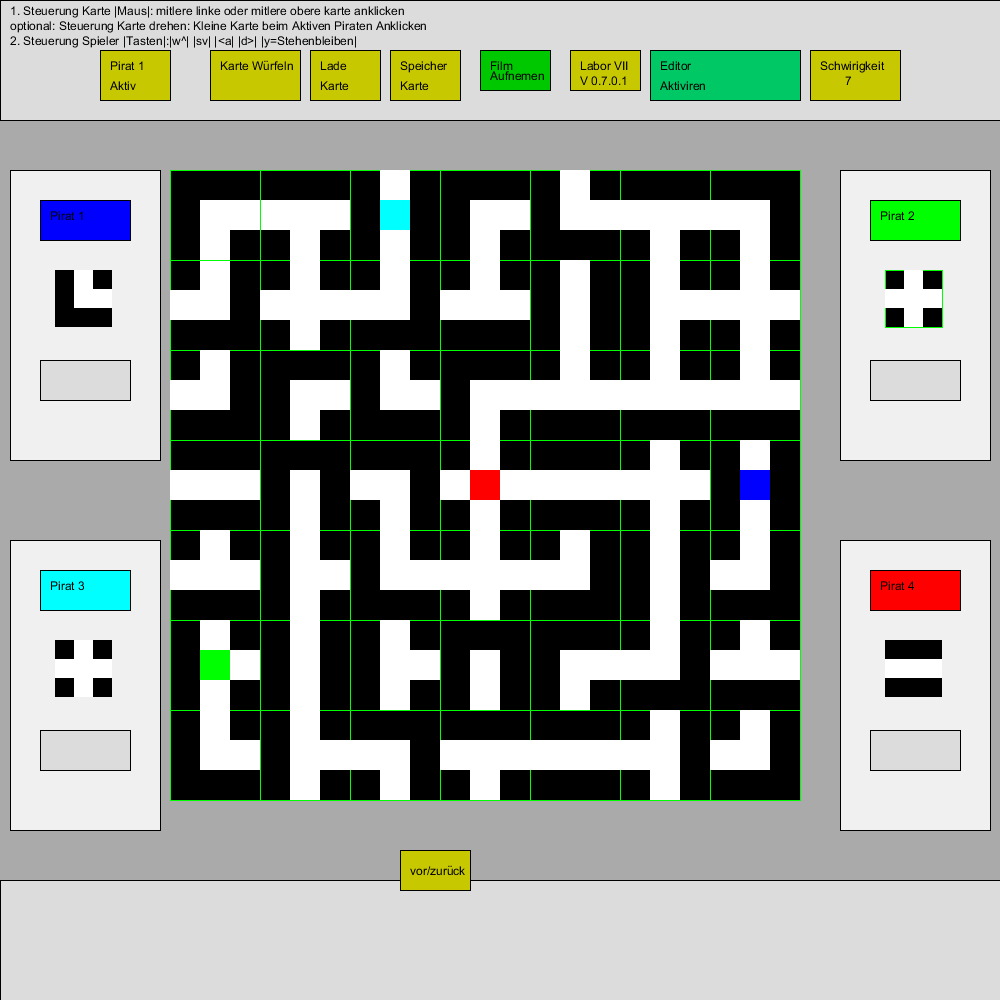 1. Steuerung Karte |Maus|: mitlere linke oder mitlere obere karte anklicken
optional: Steuerung Karte drehen: Kleine Karte beim Aktiven Piraten Anklicken
2. Steuerung Spieler |Tasten|:|w^| |sv| |<a| |d>| |y=Stehenbleiben|
Pirat 1
Aktiv
Karte Würfeln
Lade
Karte
Speicher
Karte
Film
Aufnemen
Labor VII
V 0.7.0.1
Editor
Aktiviren
Schwirigkeit
7
Pirat 1
Pirat 2
Pirat 3
Pirat 4
vor/zurück